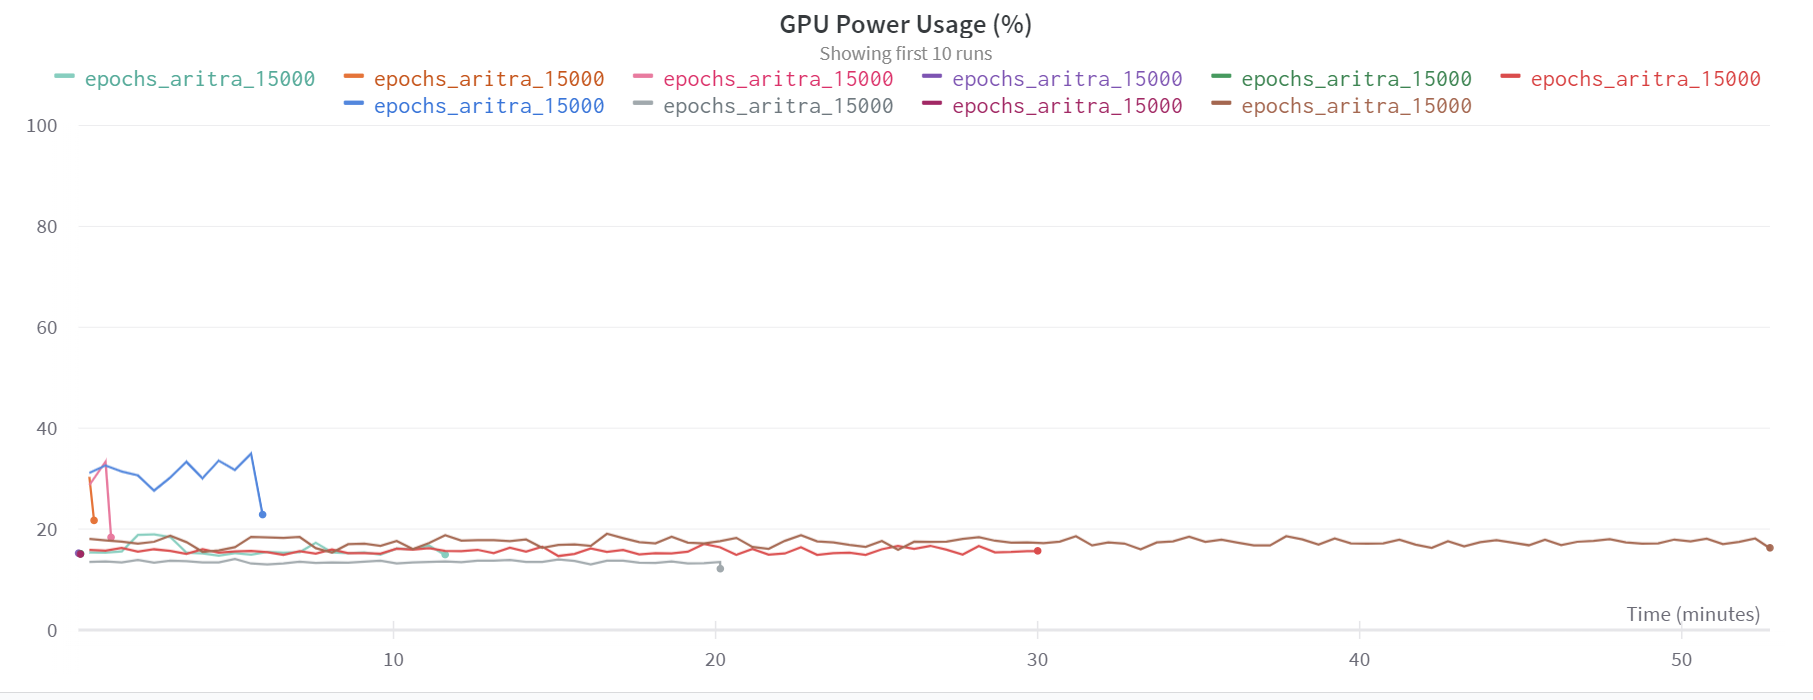 GPU Power Usage (%)
Showing first 10 runs
epochs_aritra_15000 epochs_aritra_15000 epochs_aritra_15000 epochs_aritra_15000 epochs_aritra_15000 epochs_aritra_15000
epochs_aritra_15000 epochs_aritra_15000 epochs_aritra_15000 epochs_aritra_15000
100
80
60
40
20
0
Time (minutes)
10 20 30 40 50